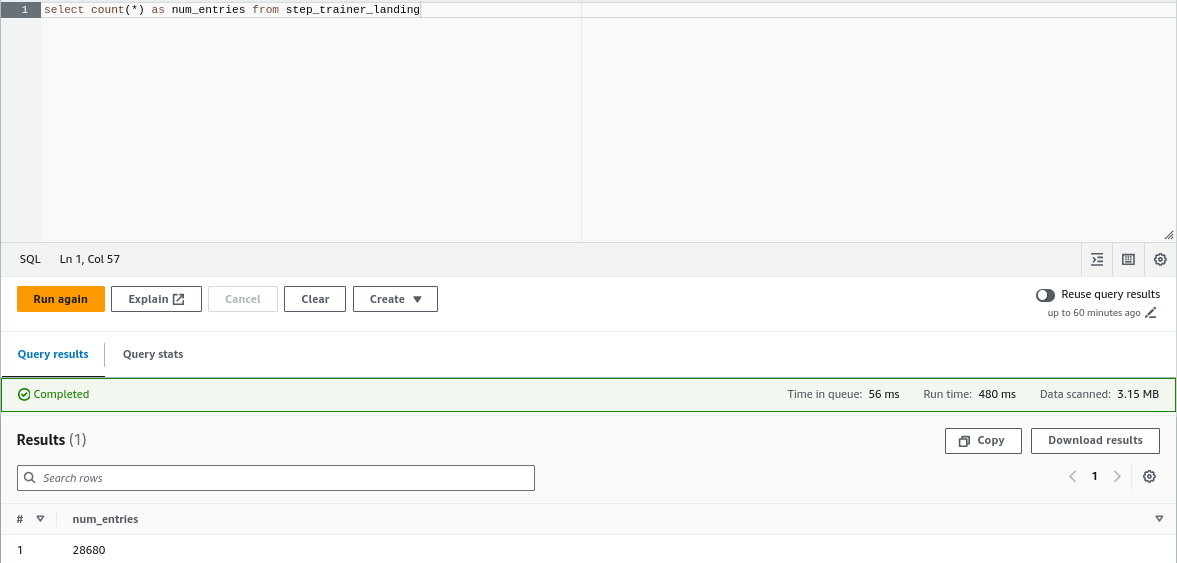 1 select count(*) as num_entries from step_trainer_landing
SQL Ln 1, Col 57
Run again Explain Cancel Clear Create Reuse query results
up to 60 minutes ago
Query results Query stats
Completed Time in queue: 56 ms Run time: 480 ms Data scanned: 3.15 MB
Results (1) Copy Download results
Search rows 1
# num_entries
1 28680